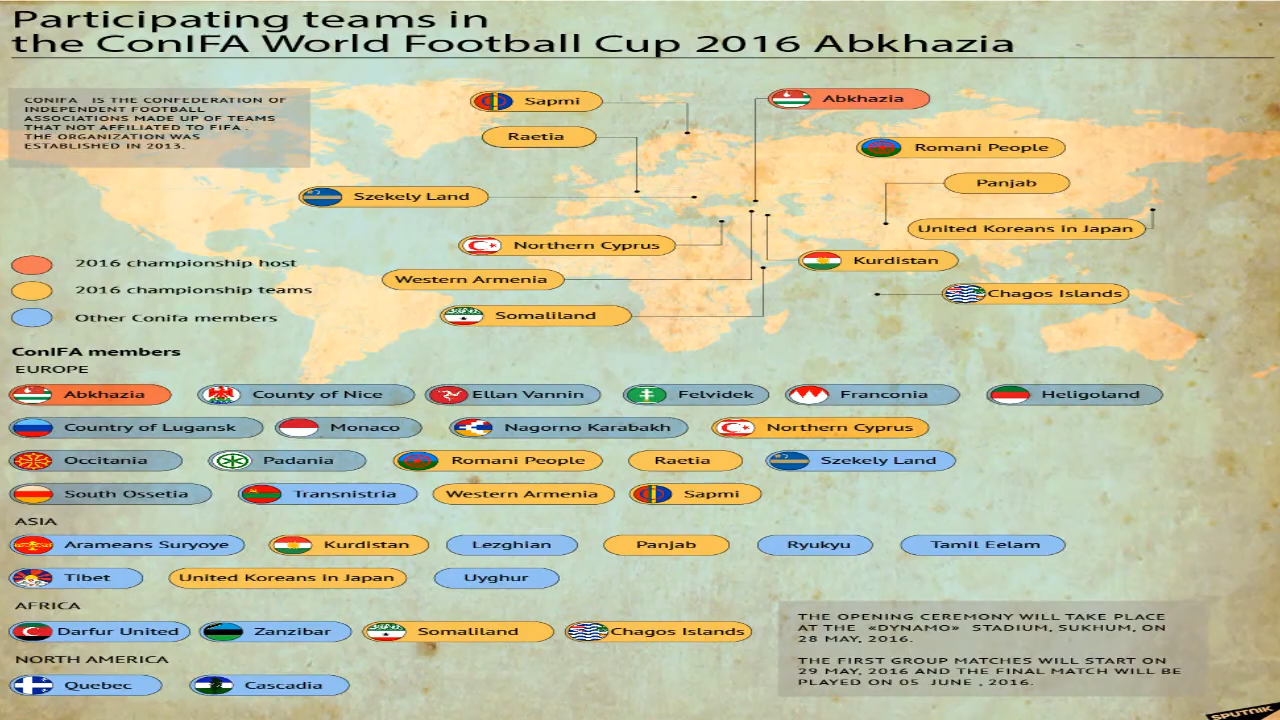 Participating teams in
the ConIFA World Football Cup 2016 Abkhazia
CONIFA IS THE CONFEDERATION OF
INDEPENDENT FOOTBALL
ASSOCIATIONS MADE UP OF TEAMS
THAT NOT AFFILIATED TO FIFA .
THE ORGANIZATION WAS
ESTABLISHED IN 2013.
Sapmi
Abkhazia
Raetia
Romani People
Panjab
Szekely Land
United Koreans in Japan
Northern Cyprus
Kurdistan
Western Armenia
Chagos Islands
Somaliland
2016 championship host
2016 championship teams
Other Conifa members
ConIFA members
EUROPE
Abkhazia County of Nice Ellan Vannin Felvidek Franconia Heligoland
Country of Lugansk Monaco Nagorno Karabakh Northern Cyprus
Occitania Padania Romani People Raetia Szekely Land
South Ossetia Transnistria Western Armenia Sapmi
ASIA
Arameans Suryoye Kurdistan Lezghian Panjab Ryukyu Tamil Eelam
Tibet United Koreans in Japan Uyghur
AFRICA
Darfur United Zanzibar Somaliland Chagos Islands
NORTH AMERICA
Quebec Cascadia
THE OPENING CEREMONY WILL TAKE PLACE
AT THE «DYNAMO» STADIUM, SUKHUM, ON
28 MAY, 2016.
THE FIRST GROUP MATCHES WILL START ON
29 MAY, 2016 AND THE FINAL MATCH WILL BE
PLAYED ON 05 JUNE , 2016.
SPUTNIK